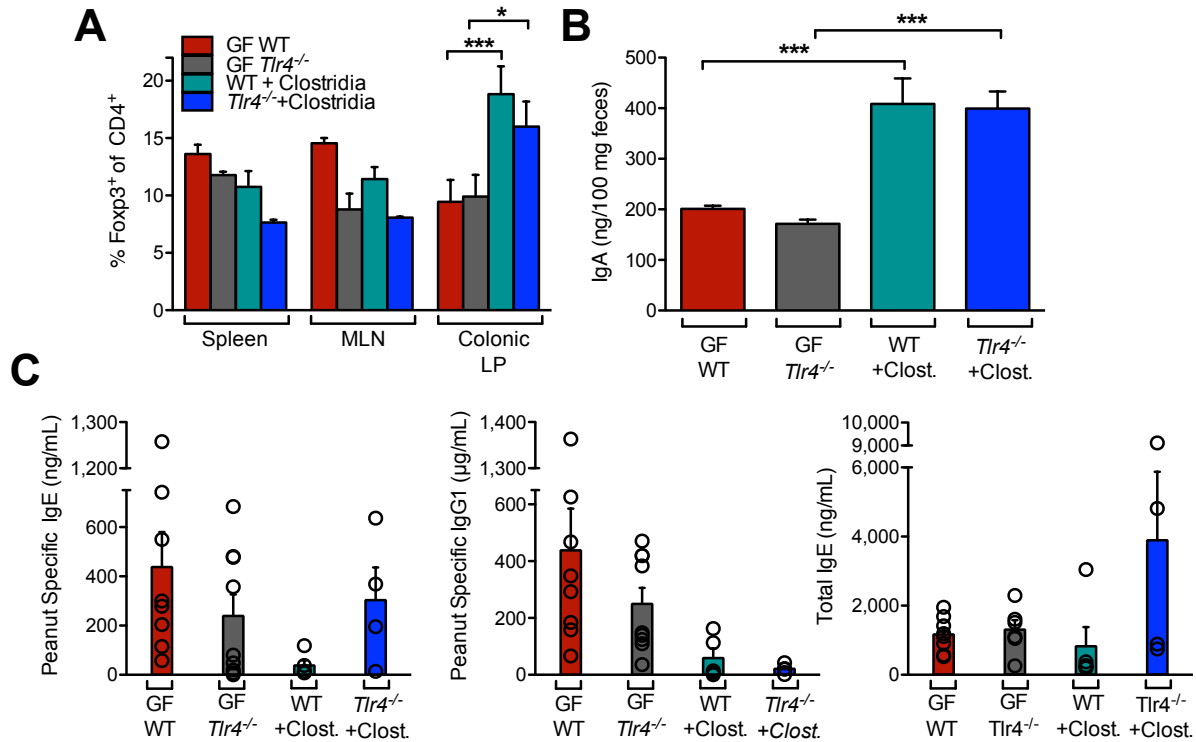 A
GF WT
GF Tlr4-/-
WT + Clostridia
Tlr4-/-+Clostridia
***
*
% Foxp3+ of CD4+
20
15
10
5
0
Spleen
MLN
Colonic
LP
B
***
***
IgA (ng/100 mg feces)
500
400
300
200
100
0
GF
WT
GF
Tlr4-/-
WT
+Clost.
Tlr4-/-
+Clost.
C
Peanut Specific IgE (ng/mL)
1,300
1,200
600
400
200
0
GF
WT
GF
Tlr4-/-
WT
+Clost.
Tlr4-/-
+Clost.
Peanut Specific IgG1 (µg/mL)
1,400
1,300
600
400
200
0
GF
WT
GF
Tlr4-/-
WT
+Clost.
Tlr4-/-
+Clost.
Total IgE (ng/mL)
10,000
9,000
6,000
4,000
2,000
0
GF
WT
GF
Tlr4-/-
WT
+Clost.
Tlr4-/-
+Clost.